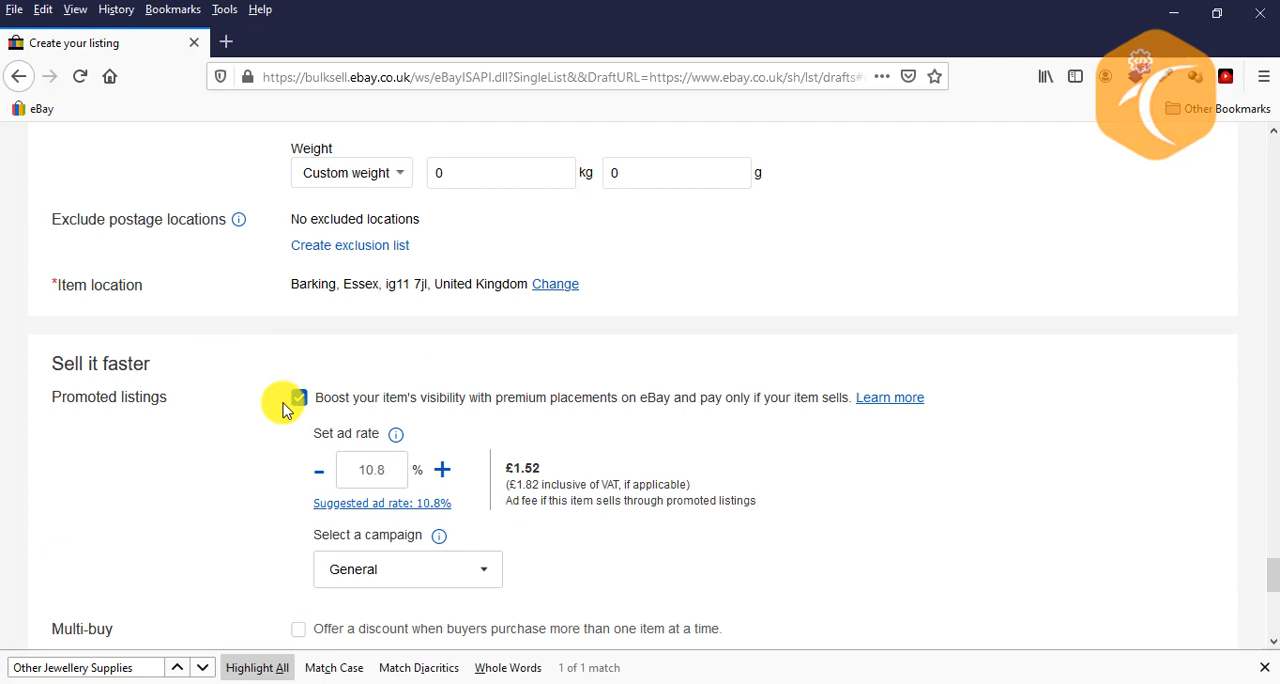 File Edit View History Bookmarks Tools Help
Create your listing
https://bulksell.ebay.co.uk/ws/eBayISAPI.dll?SingleList&&DraftURL=https://www.ebay.co.uk/sh/lst/drafts#
eBay
Other Bookmarks
Weight
Custom weight 0 kg 0 g
Exclude postage locations No excluded locations
Create exclusion list
*Item location Barking, Essex, ig11 7jl, United Kingdom Change
Sell it faster
Promoted listings Boost your item's visibility with premium placements on eBay and pay only if your item sells. Learn more
Set ad rate
- 10.8 % + £1.52
(£1.82 inclusive of VAT, if applicable)
Suggested ad rate: 10.8% Ad fee if this item sells through promoted listings
Select a campaign
General
Multi-buy Offer a discount when buyers purchase more than one item at a time.
Other Jewellery Supplies Highlight All Match Case Match Diacritics Whole Words 1 of 1 match